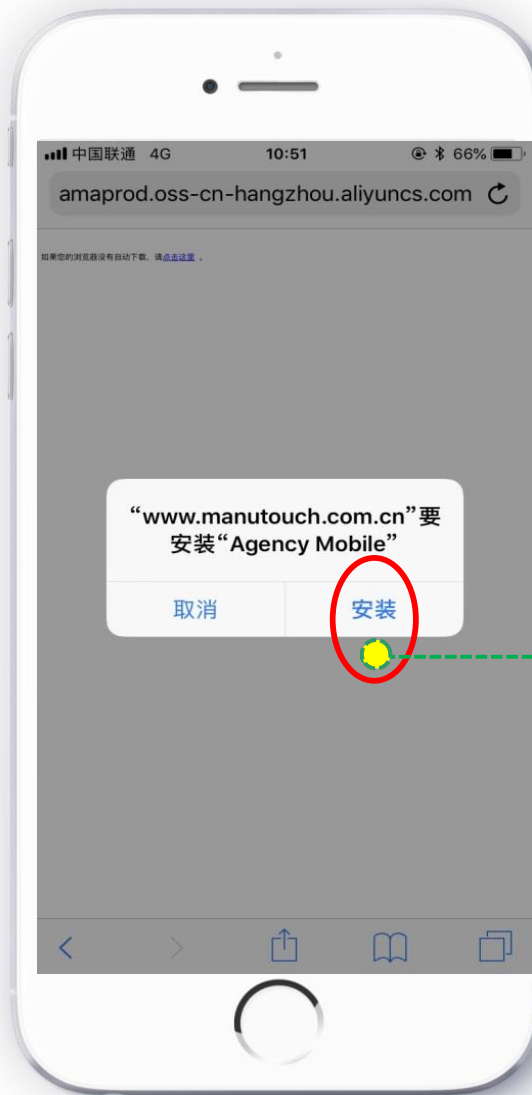 中国联通 4G 10:51 66%
amaprod.oss-cn-hangzhou.aliyuncs.com
如果您的浏览器没有自动下载，请点击这里 。
“www.manutouch.com.cn”要
安装“Agency Mobile”
取消 安装